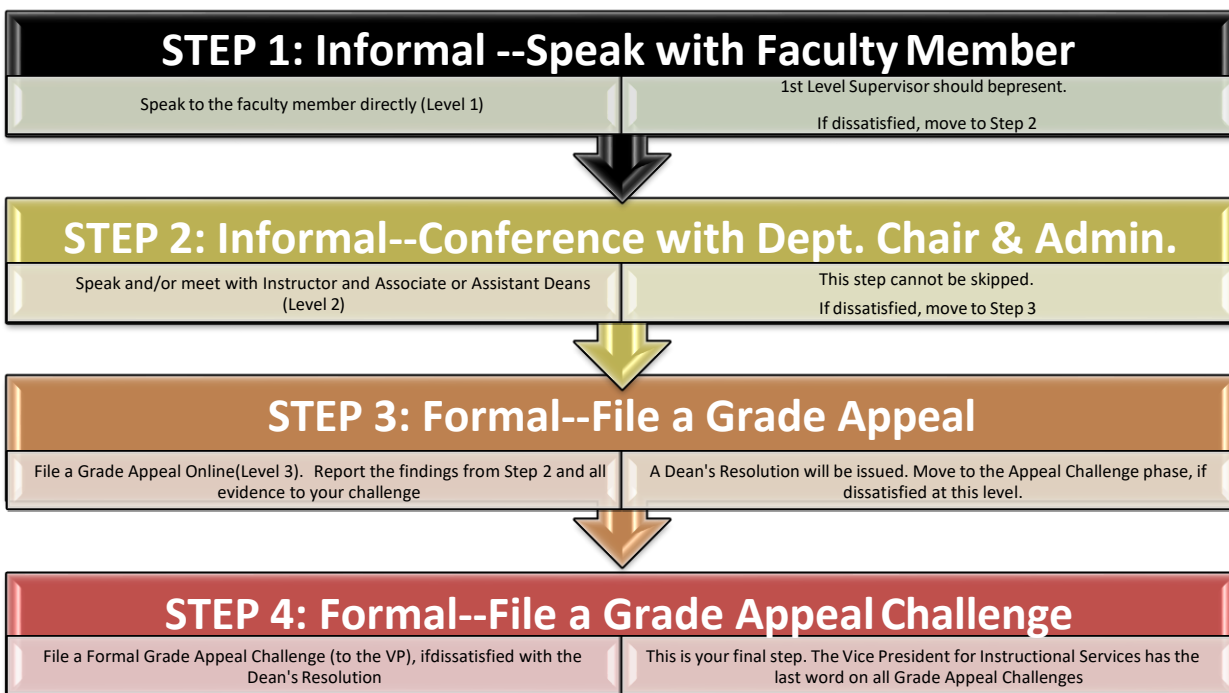 STEP 1: Informal --Speak with Faculty Member
Speak to the faculty member directly (Level 1)
1st Level Supervisor should bepresent.
If dissatisfied, move to Step 2
STEP 2: Informal--Conference with Dept. Chair & Admin.
Speak and/or meet with Instructor and Associate or Assistant Deans
(Level 2)
This step cannot be skipped.
If dissatisfied, move to Step 3
STEP 3: Formal--File a Grade Appeal
File a Grade Appeal Online(Level 3).  Report the findings from Step 2 and all
evidence to your challenge
A Dean's Resolution will be issued. Move to the Appeal Challenge phase, if
dissatisfied at this level.
STEP 4: Formal--File a Grade Appeal Challenge
File a Formal Grade Appeal Challenge (to the VP), ifdissatisfied with the
Dean's Resolution
This is your final step. The Vice President for Instructional Services has the
last word on all Grade Appeal Challenges